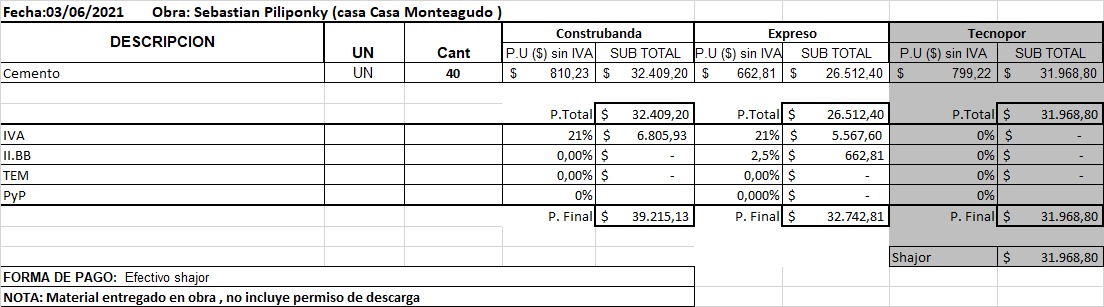 Fecha:03/06/2021 Obra: Sebastian Piliponky (casa Casa Monteagudo )
DESCRIPCION UN Cant Construbanda Expreso Tecnopor
P.U ($) sin IVA SUB TOTAL P.U ($) sin IVA SUB TOTAL P.U ($) sin IVA SUB TOTAL
Cemento UN 40 $ 810,23 $ 32.409,20 $ 662,81 $ 26.512,40 $ 799,22 $ 31.968,80
P.Total $ 32.409,20 P.Total $ 26.512,40 P.Total $ 31.968,80
IVA 21% $ 6.805,93 21% $ 5.567,60 0% $ -
II.BB 0,00% $ - 2,5% $ 662,81 0% $ -
TEM 0,00% $ - 0,00% $ - 0% $ -
PyP 0% 0,000% $ - 0%
P. Final $ 39.215,13 P. Final $ 32.742,81 P. Final $ 31.968,80
Shajor $ 31.968,80
FORMA DE PAGO: Efectivo shajor
NOTA: Material entregado en obra , no incluye permiso de descarga